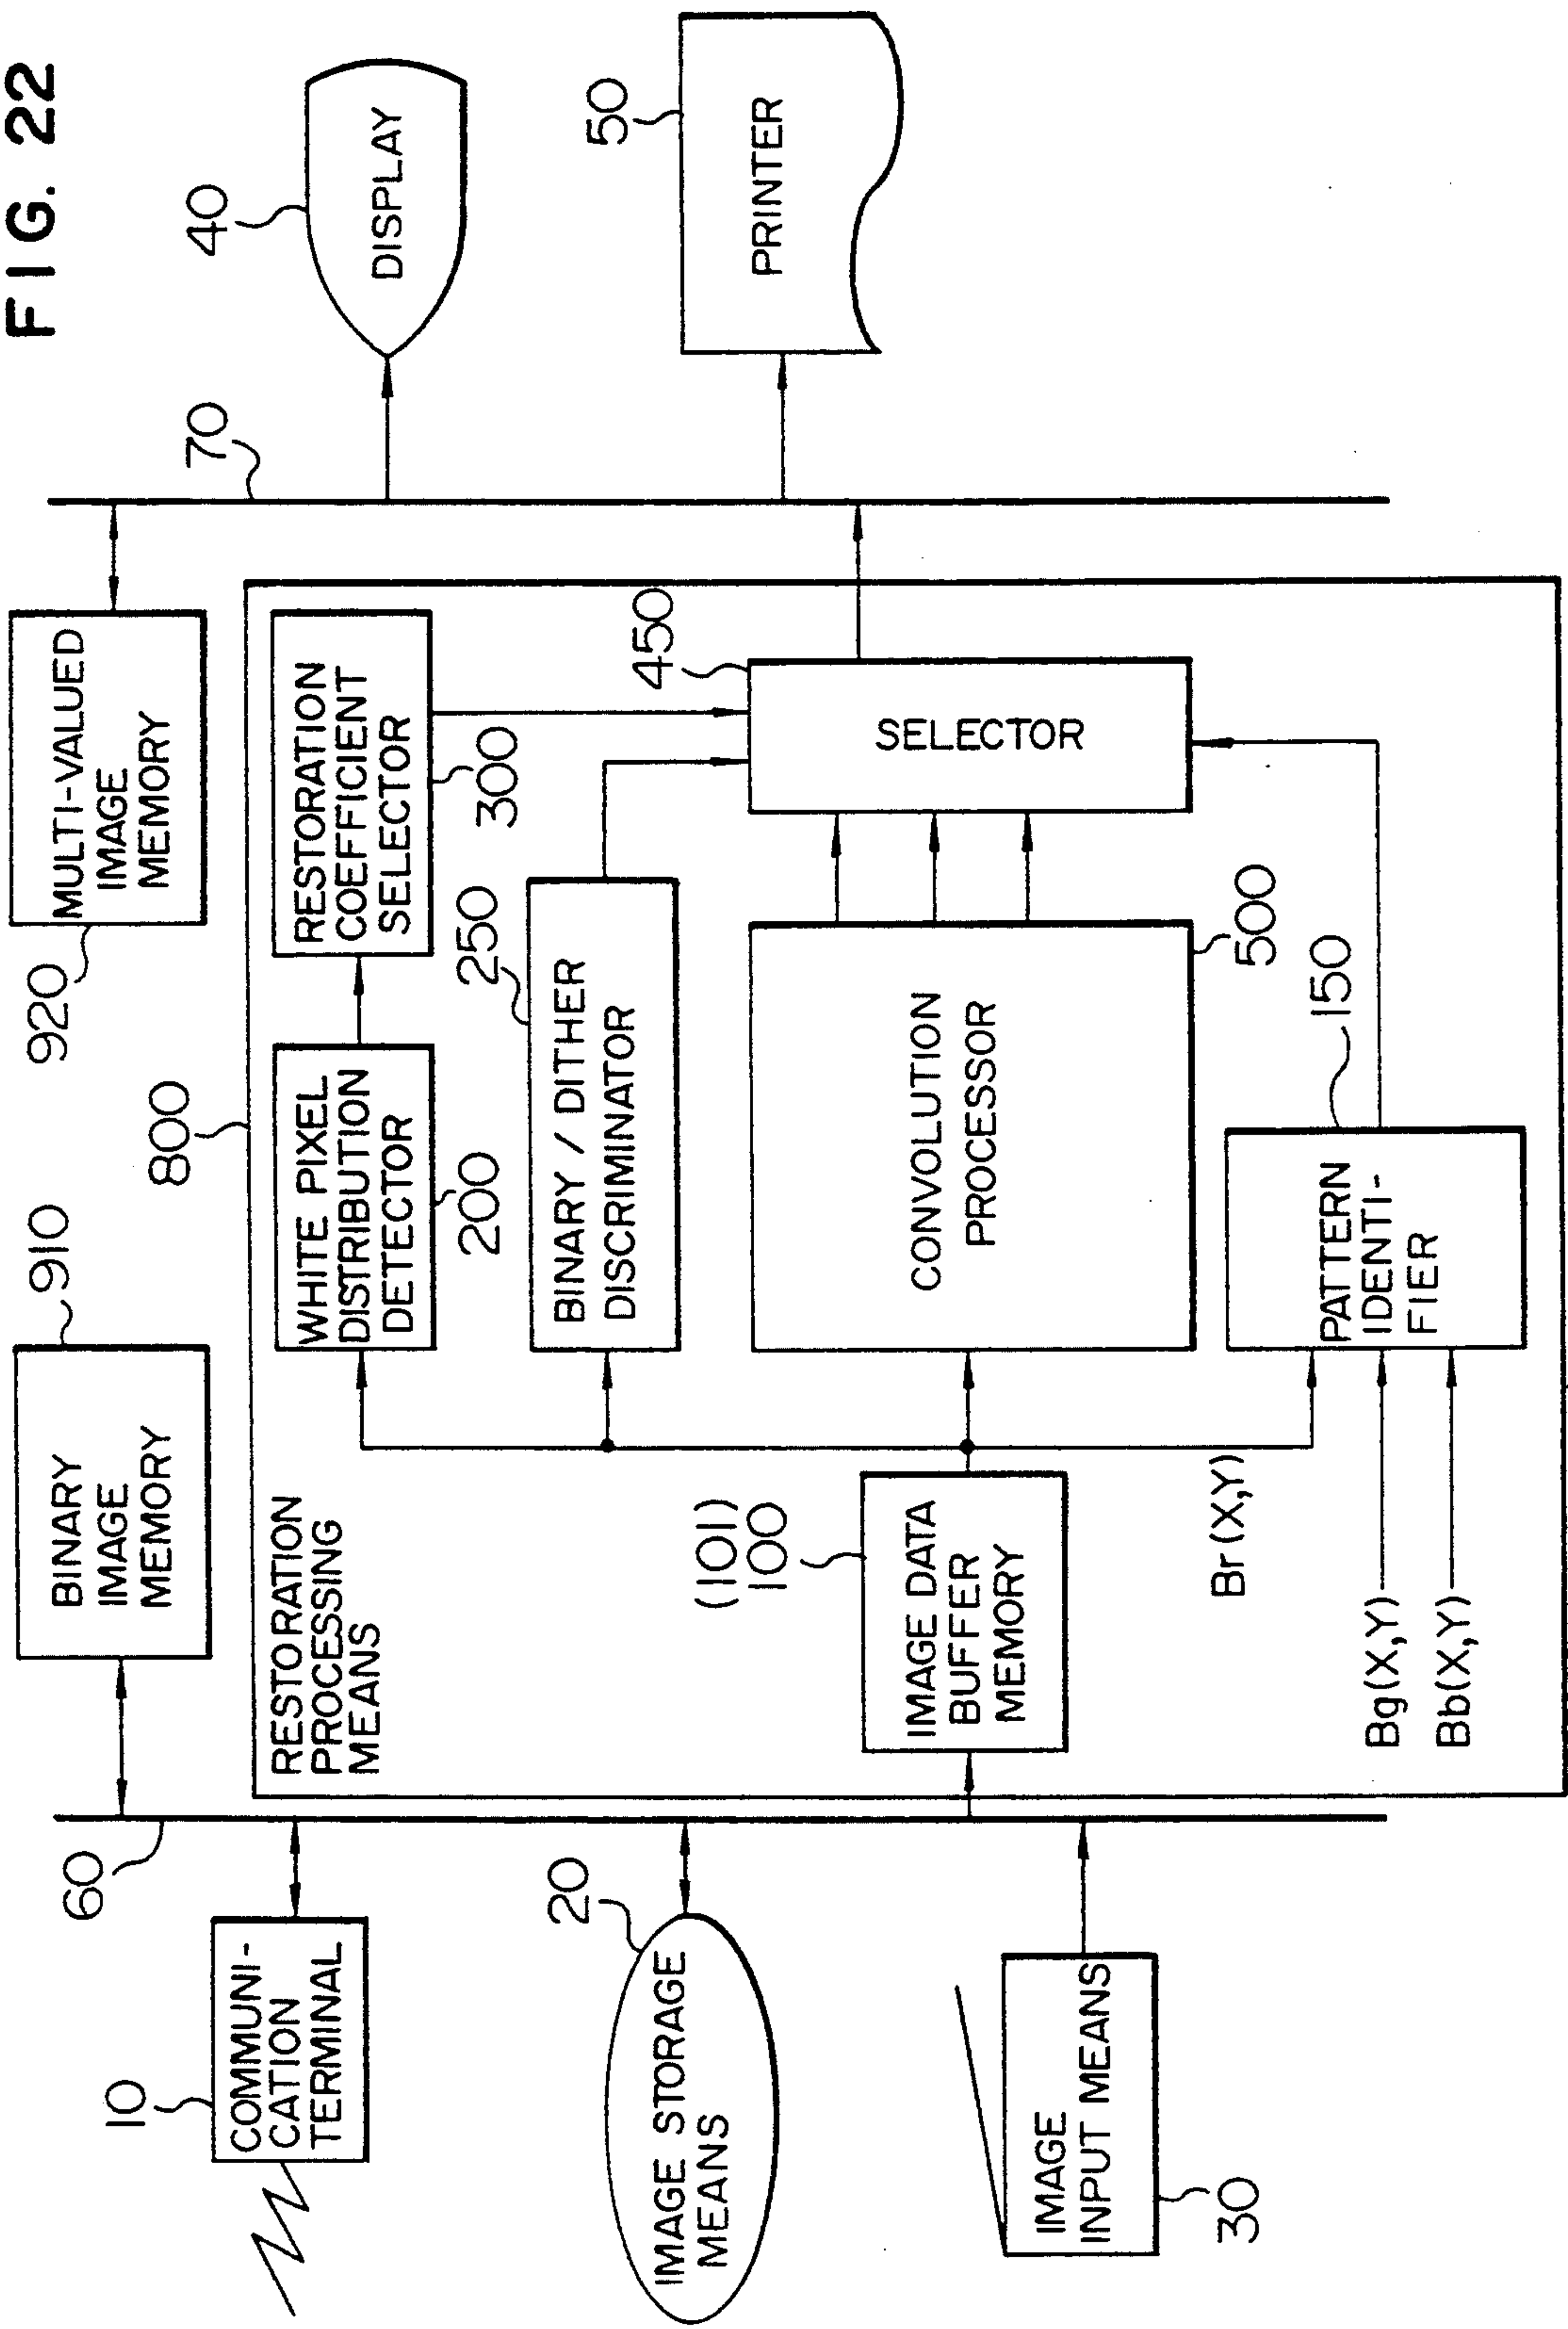 FIG. 22
10
COMMUNI-
CATION
TERMINAL
20
IMAGE STORAGE
MEANS
IMAGE
INPUT MEANS
30
60
910
BINARY
IMAGE
MEMORY
800
RESTORATION
PROCESSING
MEANS
(101)
100
IMAGE DATA
BUFFER
MEMORY
Br(X,Y)
Bg(X,Y)
Bb(X,Y)
WHITE PIXEL
DISTRIBUTION
DETECTOR
200
250
BINARY / DITHER
DISCRIMINATOR
CONVOLUTION
PROCESSOR
500
150
PATTERN
IDENTI-
FIER
920
MULTI-VALUED
IMAGE
MEMORY
RESTORATION
COEFFICIENT
SELECTOR
300
450
SELECTOR
70
40
DISPLAY
50
PRINTER